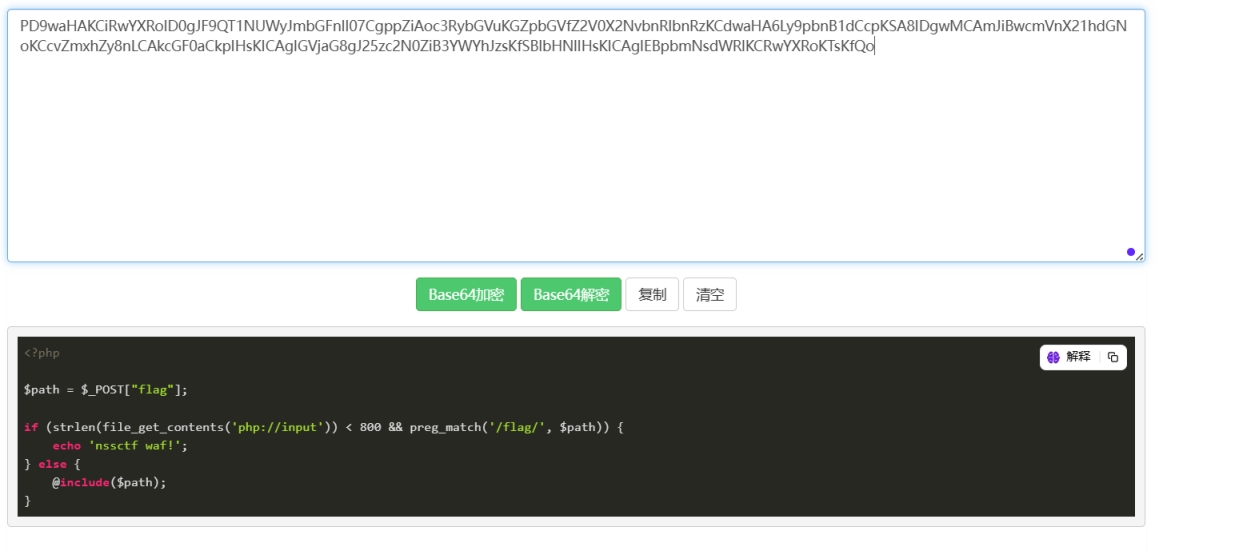 PD9waHAKCiRwYXRoID0gJF9QT1NUWyJmbGFnIl07CgppZiAoc3RybGVuKGZpbGVfZ2V0X2NvbnRlbnRzKCdwaHA6Ly9pbnB1dCcpKSA8IDgwMCAmJiBwcmVnX21hdGN
oKCcvZmxhZy8nLCAkcGF0aCkpIHsKICAgIGVjaG8gJ25zc2N0ZiB3YWYhJzsKfSBlbHNlIHsKICAgIEBpbmNsdWRlKCRwYXRoKTsKfQo
Base64加密 Base64解密 复制 清空
<?php
解释
$path = $_POST["flag"];
if (strlen(file_get_contents('php://input')) < 800 && preg_match('/flag/', $path)) {
echo 'nssctf waf!';
} else {
@include($path);
}